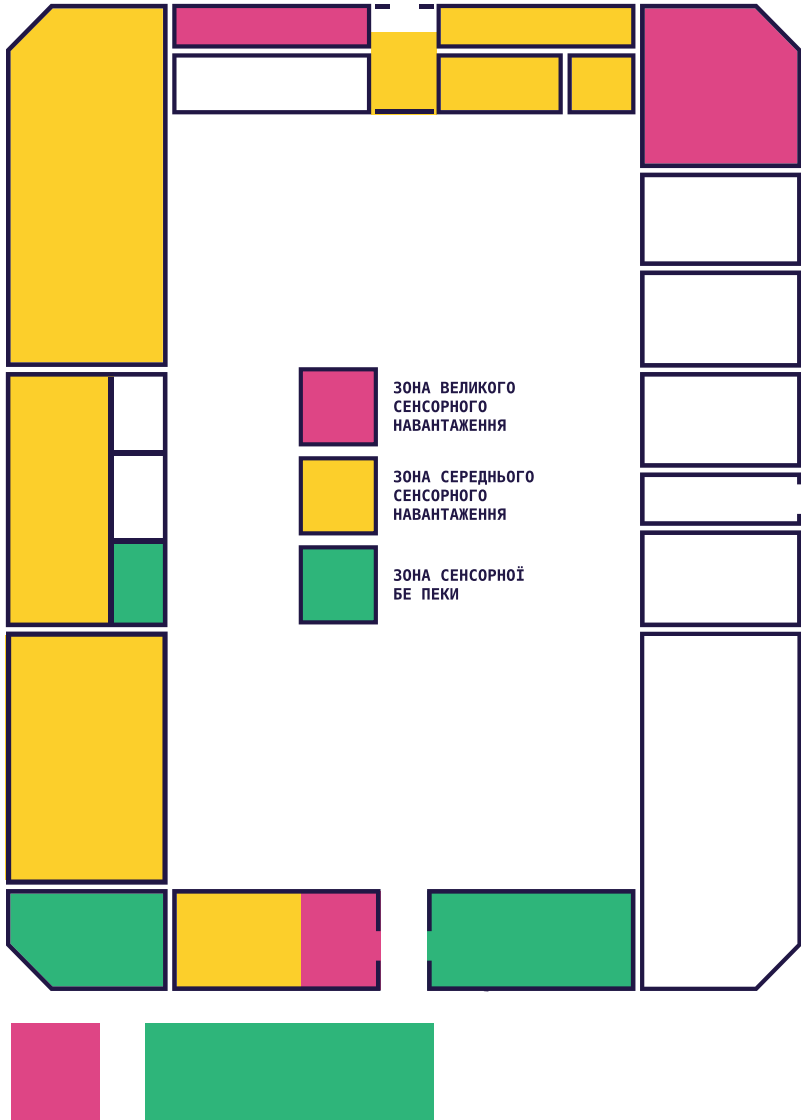 ЗОНА ВЕЛИКОГО
СЕНСОРНОГО
НАВАНТАЖЕННЯ
ЗОНА СЕРЕДНЬОГО
СЕНСОРНОГО
НАВАНТАЖЕННЯ
ЗОНА СЕНСОРНОЇ
БЕ ПЕКИ